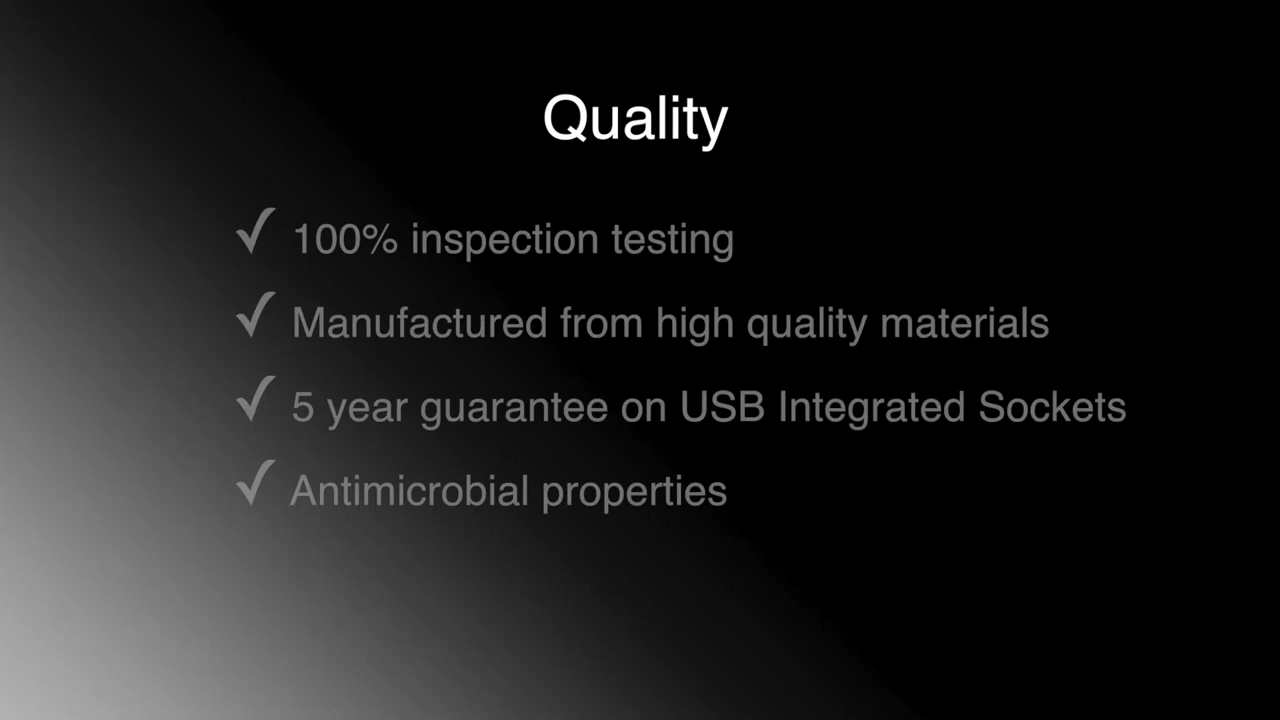 Quality
✓ 100% inspection testing
✓ Manufactured from high quality materials
✓ 5 year guarantee on USB Integrated Sockets
✓ Antimicrobial properties